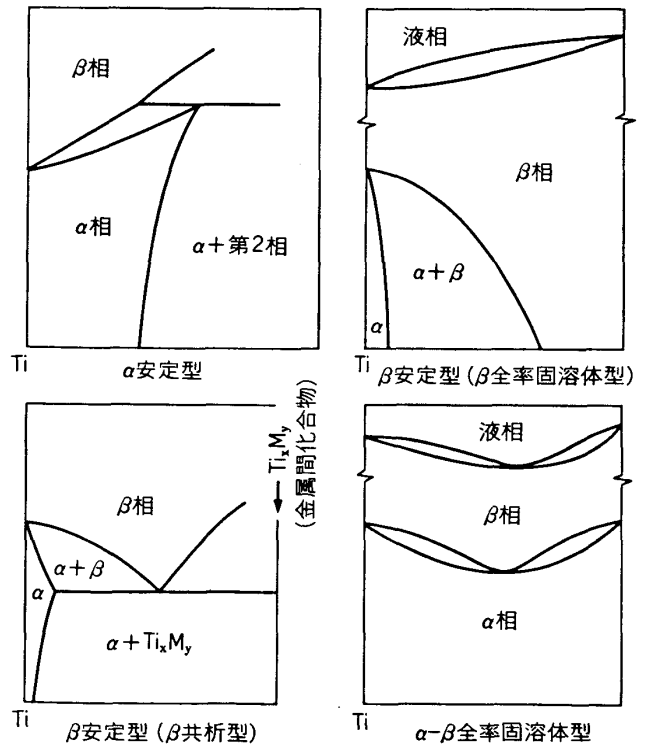 β相
α相
α+第2相
Ti
α安定型
液相
β相
α+β
α
Ti
β安定型(β全率固溶体型)
β相
α+β
α
α+TixMy
TixMy
(金属間化合物)
Ti
β安定型(β共析型)
液相
β相
α相
Ti
α-β全率固溶体型